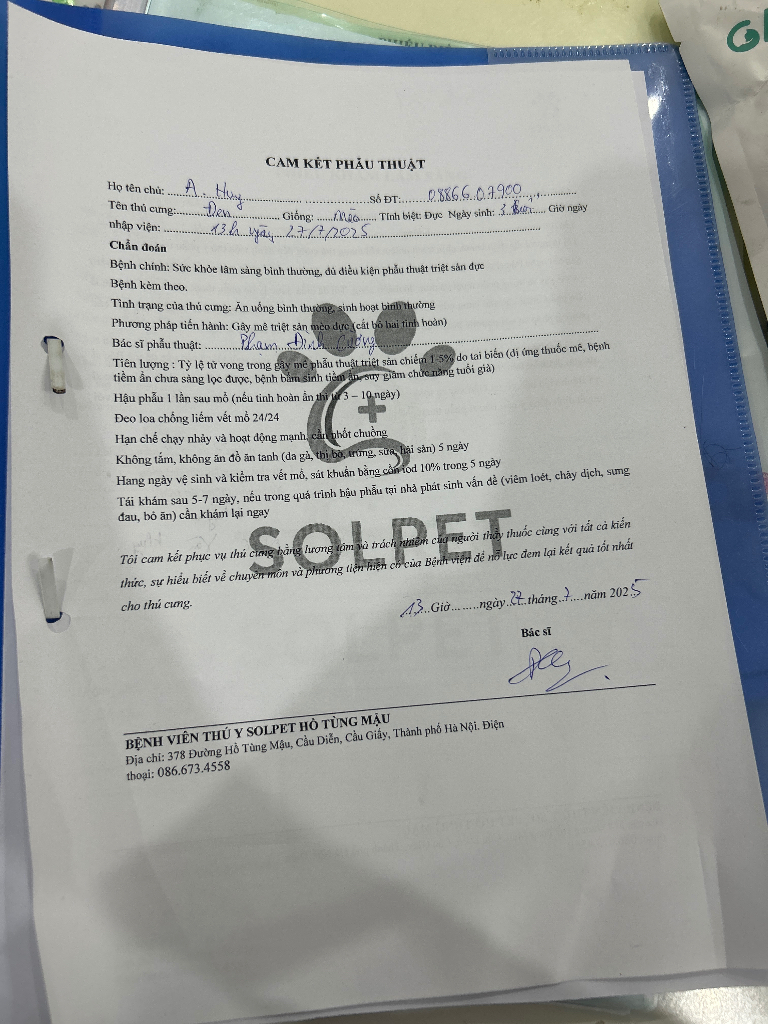 CAM KẾT PHẪU THUẬT
Họ tên chủ: A. Huy Số ĐT: 08866.07900
Tên thú cưng: Đen Giống: Mèo Tính biệt: Đực Ngày sinh: 3 Giờ ngày
nhập viện: 13h ngày 27/7/2025
Chẩn đoán
Bệnh chính: Sức khỏe lâm sàng bình thường, đủ điều kiện phẫu thuật triệt sản đực
Bệnh kèm theo.
Tình trạng của thú cưng: Ăn uống bình thường, sinh hoạt bình thường
Phương pháp tiến hành: Gây mê triệt sản mèo đực (cắt bỏ hai tinh hoàn)
Bác sĩ phẫu thuật: Phạm Đình Cường
Tiên lượng : Tỷ lệ tử vong trong gây mê phẫu thuật triệt sản chiếm 1-5% do tai biến (dị ứng thuốc mê, bệnh
tiềm ẩn chưa sàng lọc được, bệnh bẩm sinh tiềm ẩn, suy giảm chức năng tuổi già)
Hậu phẫu 1 lần sau mổ (nếu tinh hoàn ẩn thì từ 3 – 10 ngày)
Đeo loa chống liếm vết mổ 24/24
Hạn chế chạy nhảy và hoạt động mạnh, cần nhốt chuồng
Không tắm, không ăn đồ ăn tanh (da gà, thị bò, trứng, sữa, hải sản) 5 ngày
Hang ngày vệ sinh và kiểm tra vết mổ, sát khuẩn bằng cồn iod 10% trong 5 ngày
Tái khám sau 5-7 ngày, nếu trong quá trình hậu phẫu tại nhà phát sinh vấn đề (viêm loét, chảy dịch, sưng
đau, bỏ ăn) cần khám lại ngay
SOLPET
Tôi cam kết phục vụ thú cưng bằng lương tâm và trách nhiệm của người thầy thuốc cùng với tất cả kiến
thức, sự hiểu biết về chuyên môn và phương tiện hiện có của Bệnh viện để nỗ lực đem lại kết quả tốt nhất
cho thú cưng.
13 Giờ........ngày 27 tháng 7 năm 2025
Bác sĩ
BỆNH VIỆN THÚ Y SOLPET HỒ TÙNG MẬU
Địa chỉ: 378 Đường Hồ Tùng Mậu, Cầu Diễn, Cầu Giấy, Thành phố Hà Nội. Điện
thoại: 086.673.4558